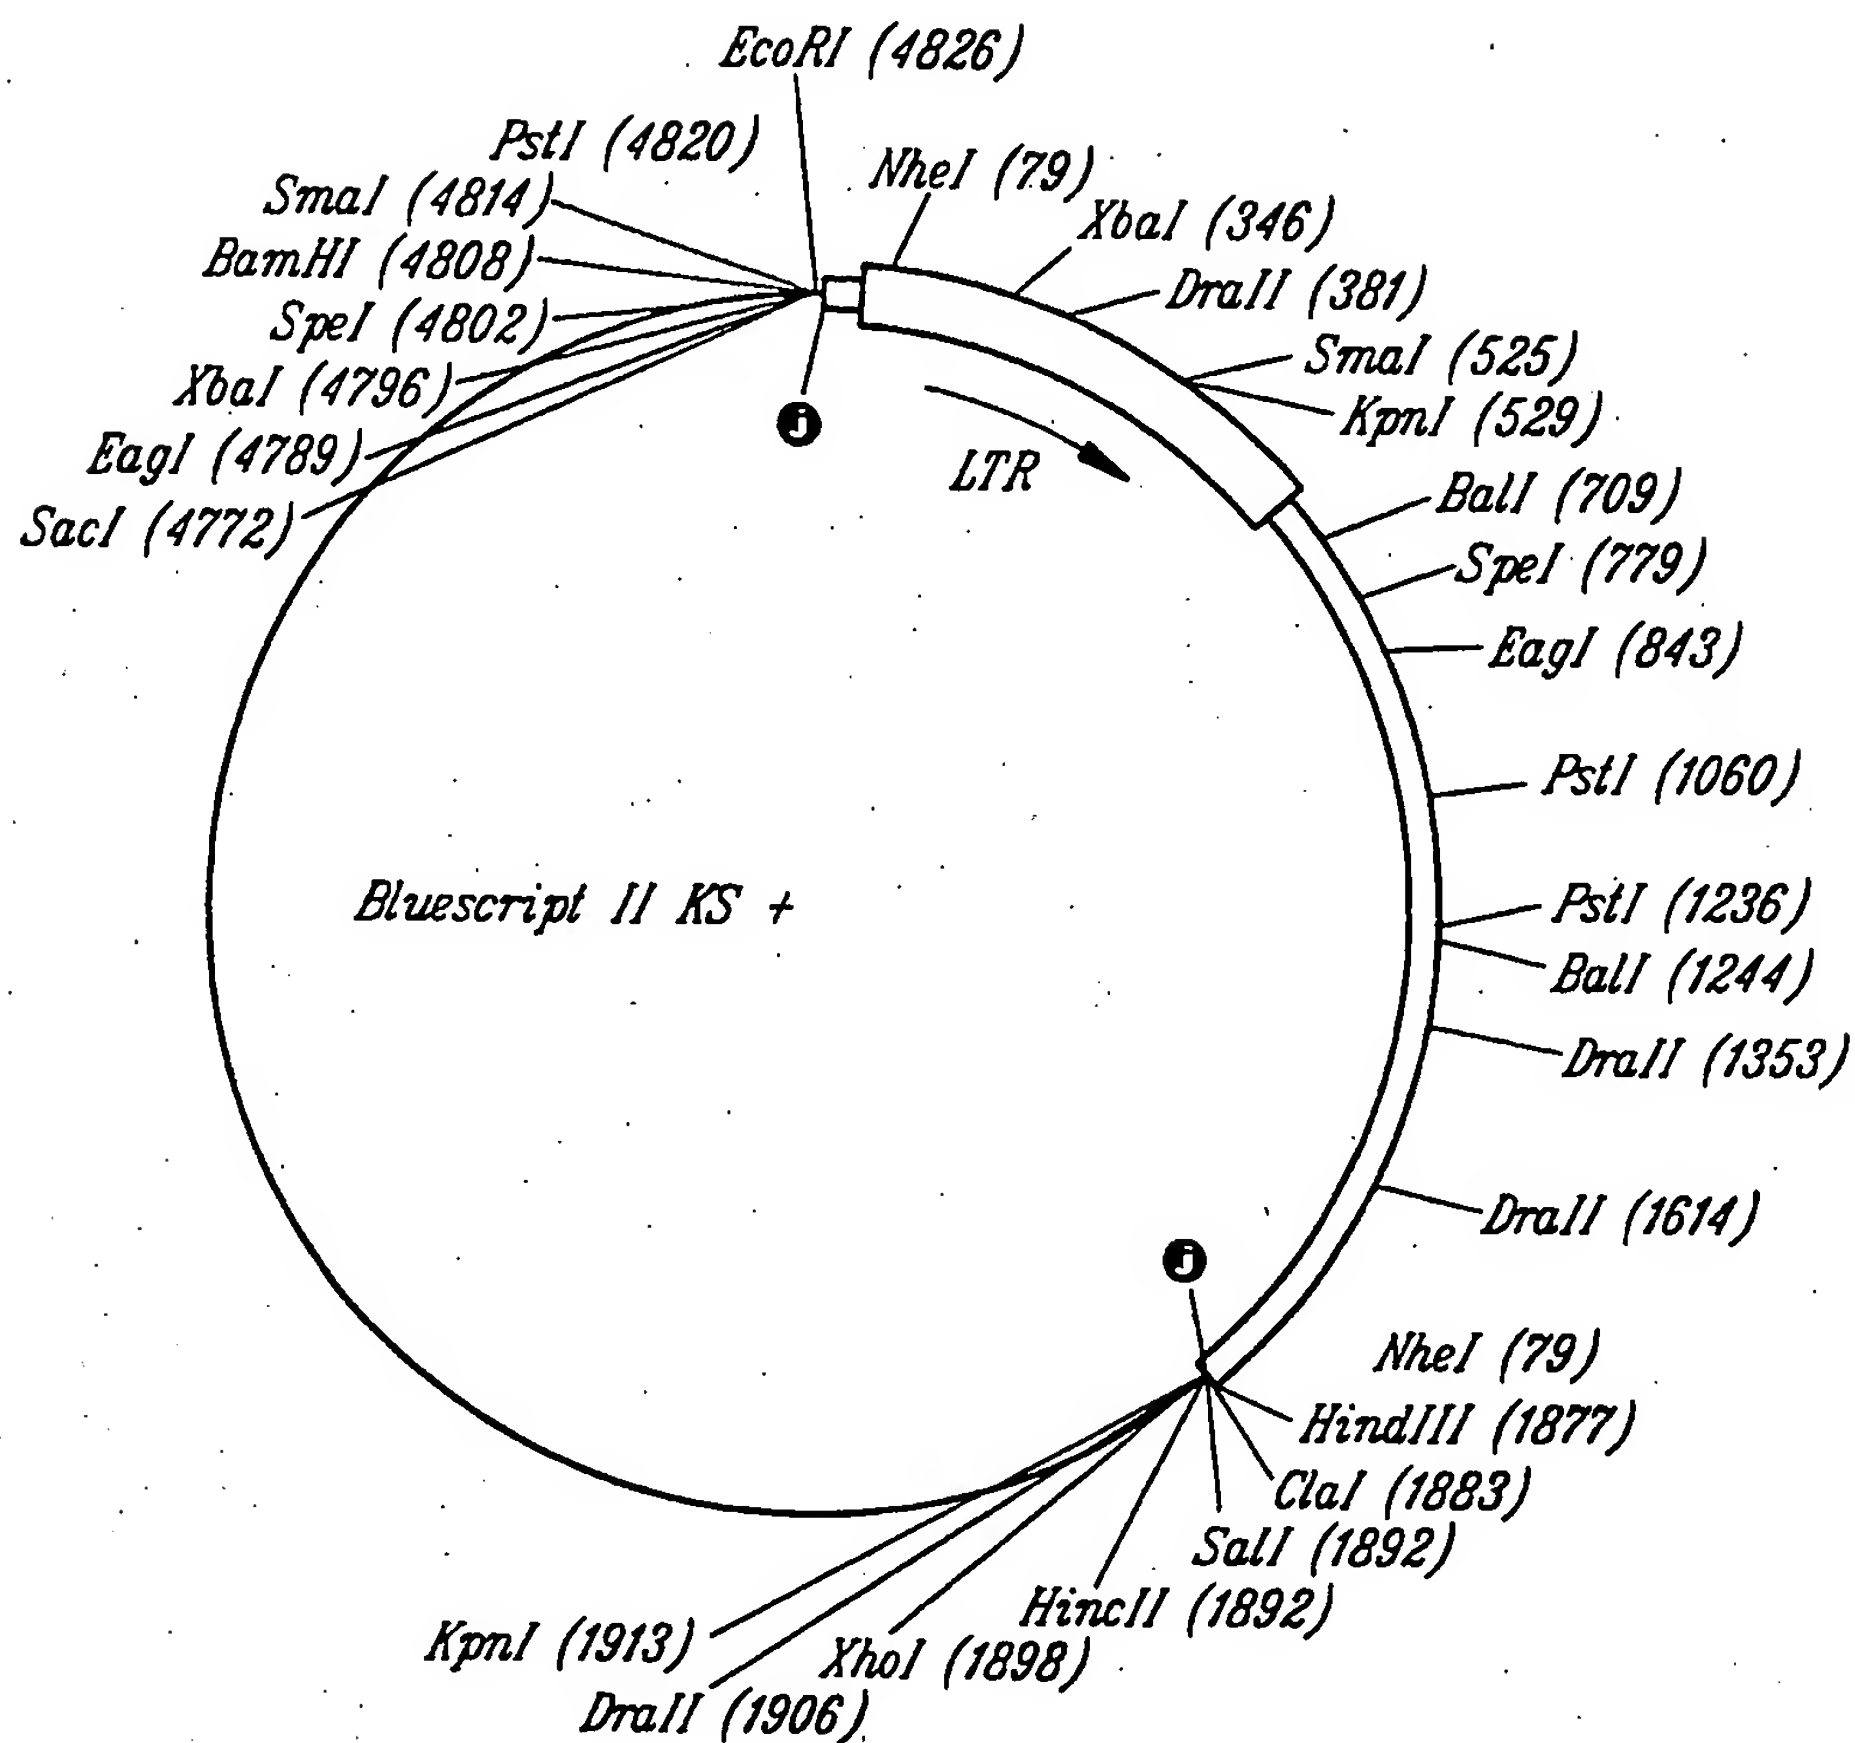 EcoRI (4826)
PstI (4820)
NheI (79)
SmaI (4814)
XbaI (346)
BamHI (4808)
DraII (381)
SpeI (4802)
SmaI (525)
XbaI (4796)
KpnI (529)
j
EagI (4789)
LTR
BalI (709)
SacI (4772)
SpeI (779)
EagI (843)
PstI (1060)
Bluescript II KS +
PstI (1236)
BalI (1244)
DraII (1353)
DraII (1614)
j
NheI (79)
HindIII (1877)
ClaI (1883)
SalI (1892)
HincII (1892)
KpnI (1913)
XhoI (1898)
DraII (1906)